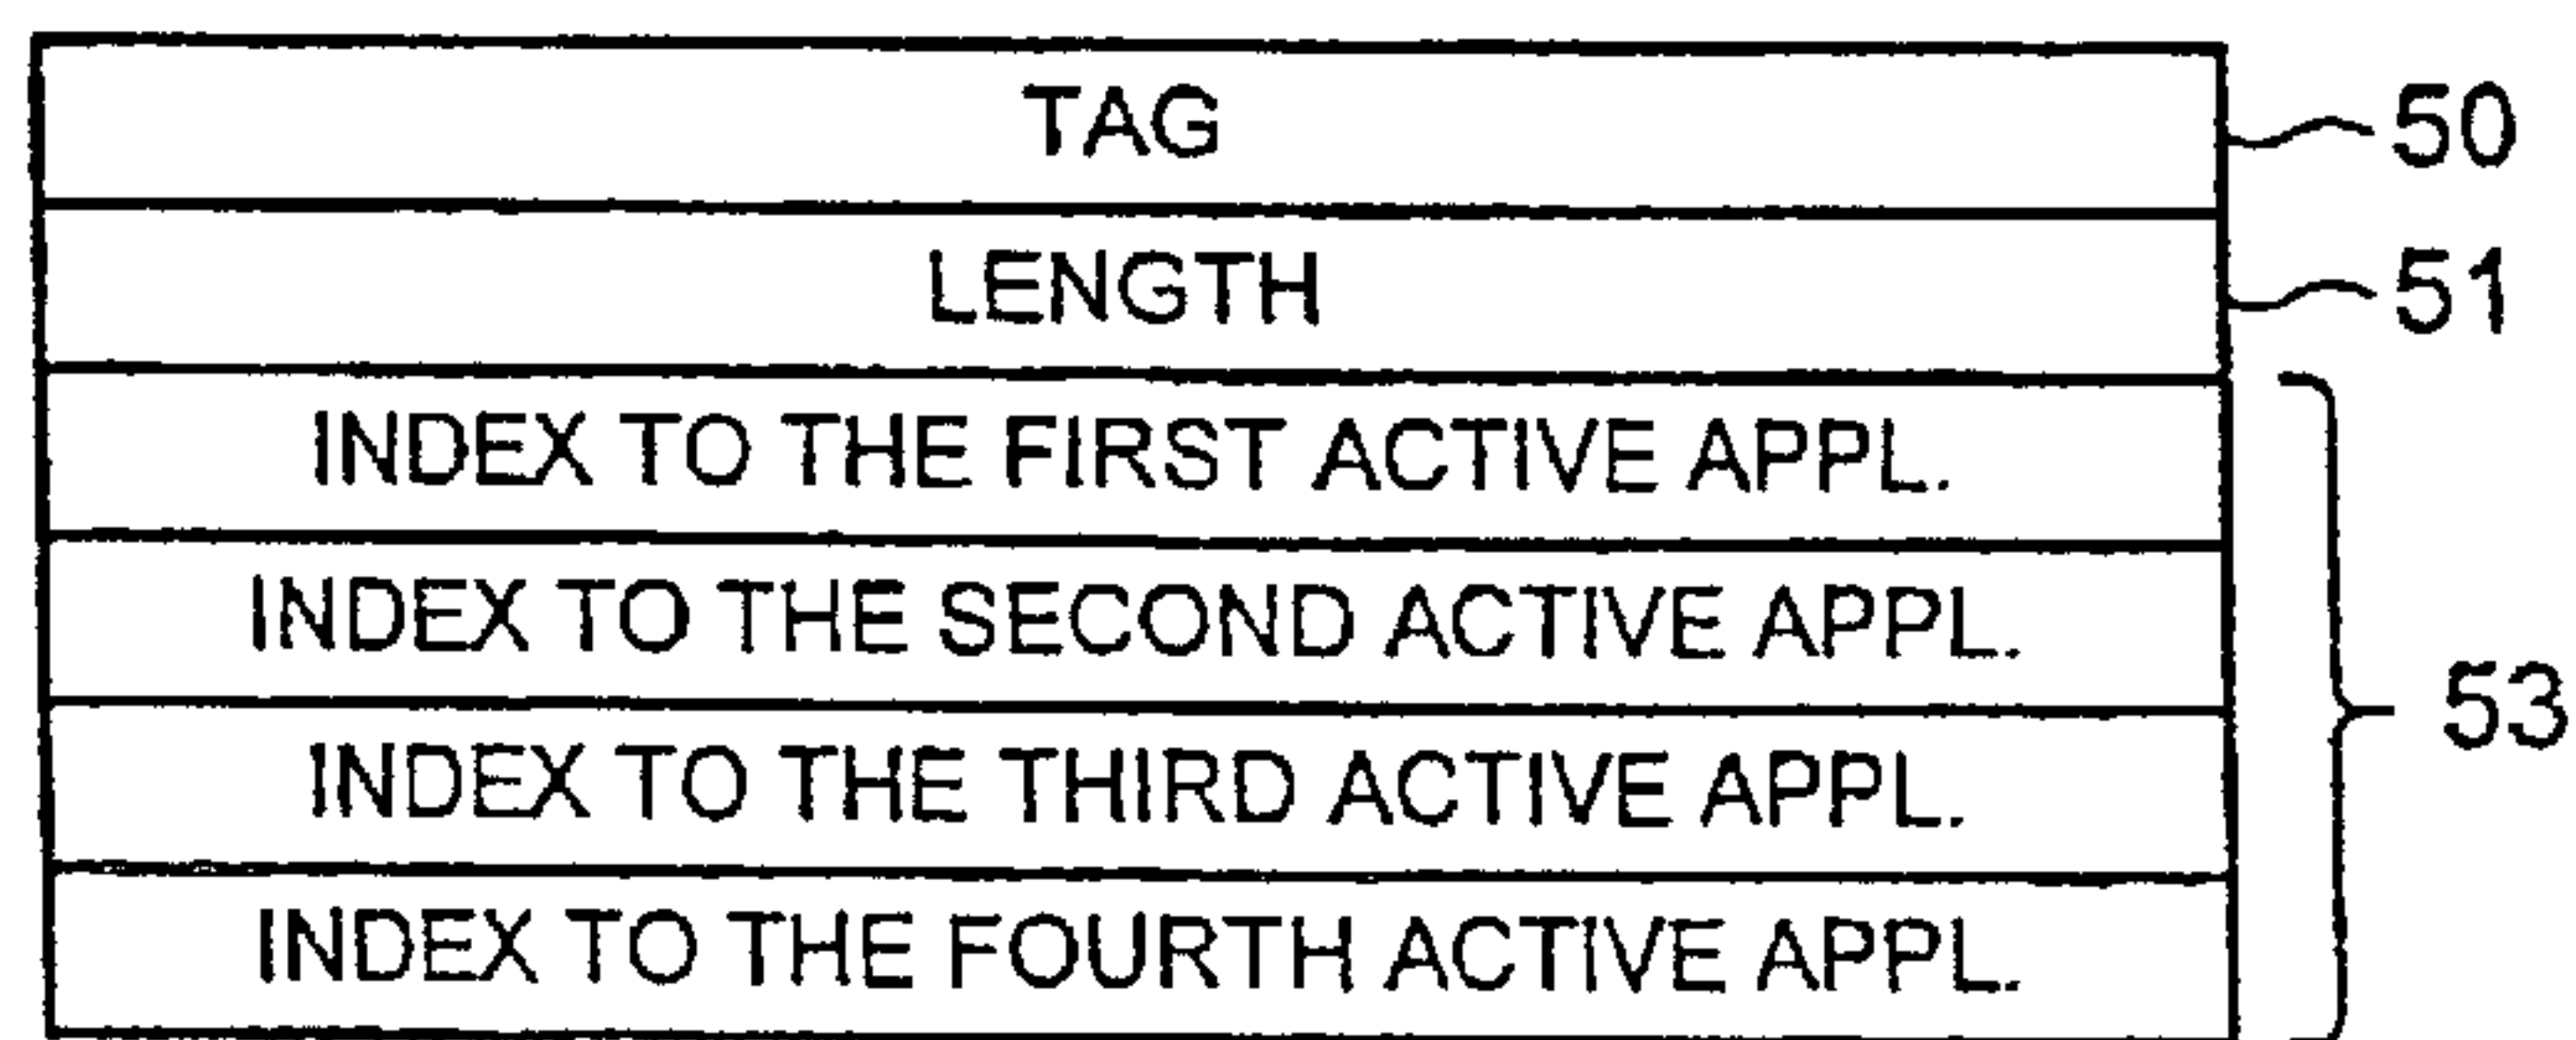 TAG 50
LENGTH 51
INDEX TO THE FIRST ACTIVE APPL.
INDEX TO THE SECOND ACTIVE APPL.
INDEX TO THE THIRD ACTIVE APPL.
53
INDEX TO THE FOURTH ACTIVE APPL.